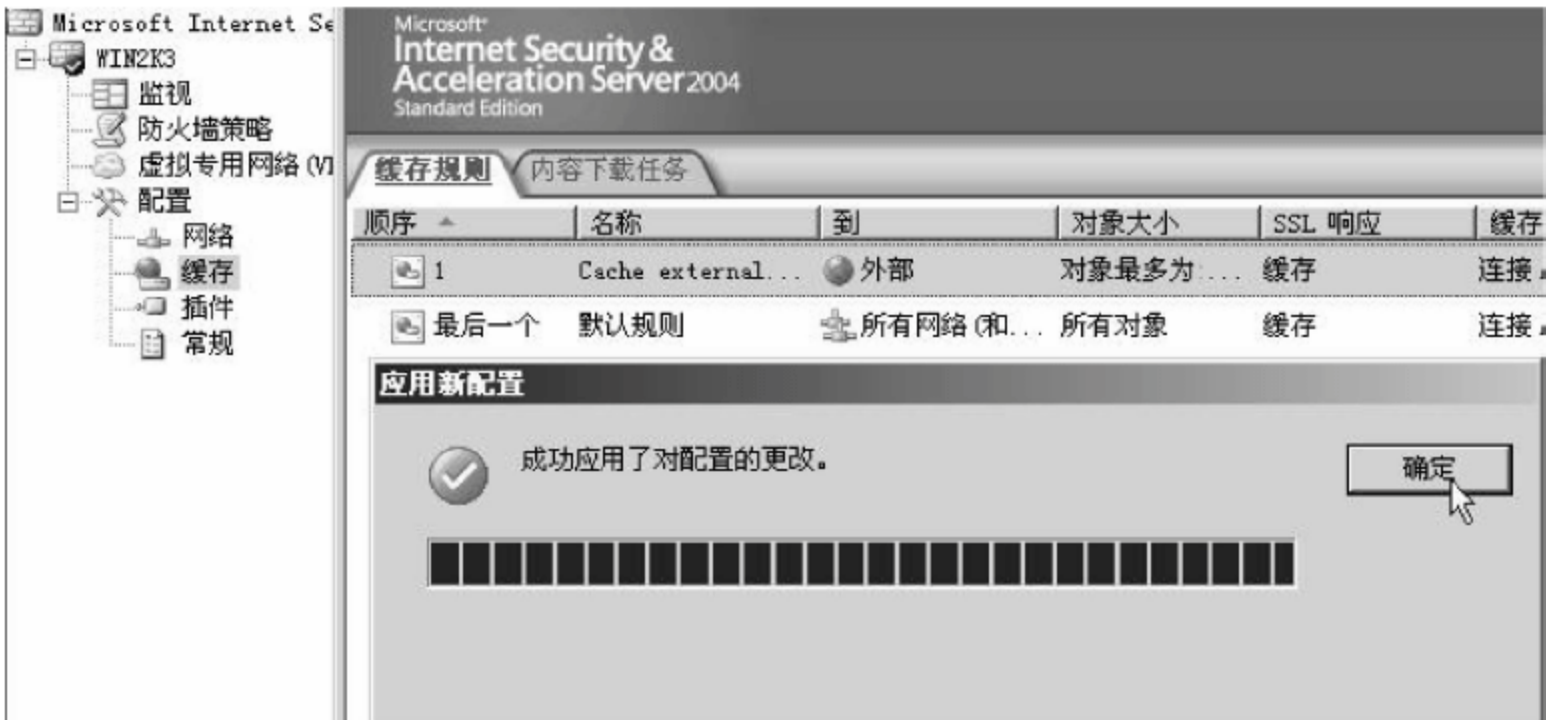 Microsoft Internet Se
WIN2K3
监视
防火墙策略
虚拟专用网络 (VI
配置
网络
缓存
插件
常规
Microsoft
Internet Security &
Acceleration Server 2004
Standard Edition
缓存规则 内容下载任务
顺序 名称 到 对象大小 SSL 响应 缓存
1 Cache external... 外部 对象最多为... 缓存 连接
最后一个 默认规则 所有网络 (和... 所有对象 缓存 连接
应用新配置
成功应用了对配置的更改。
确定